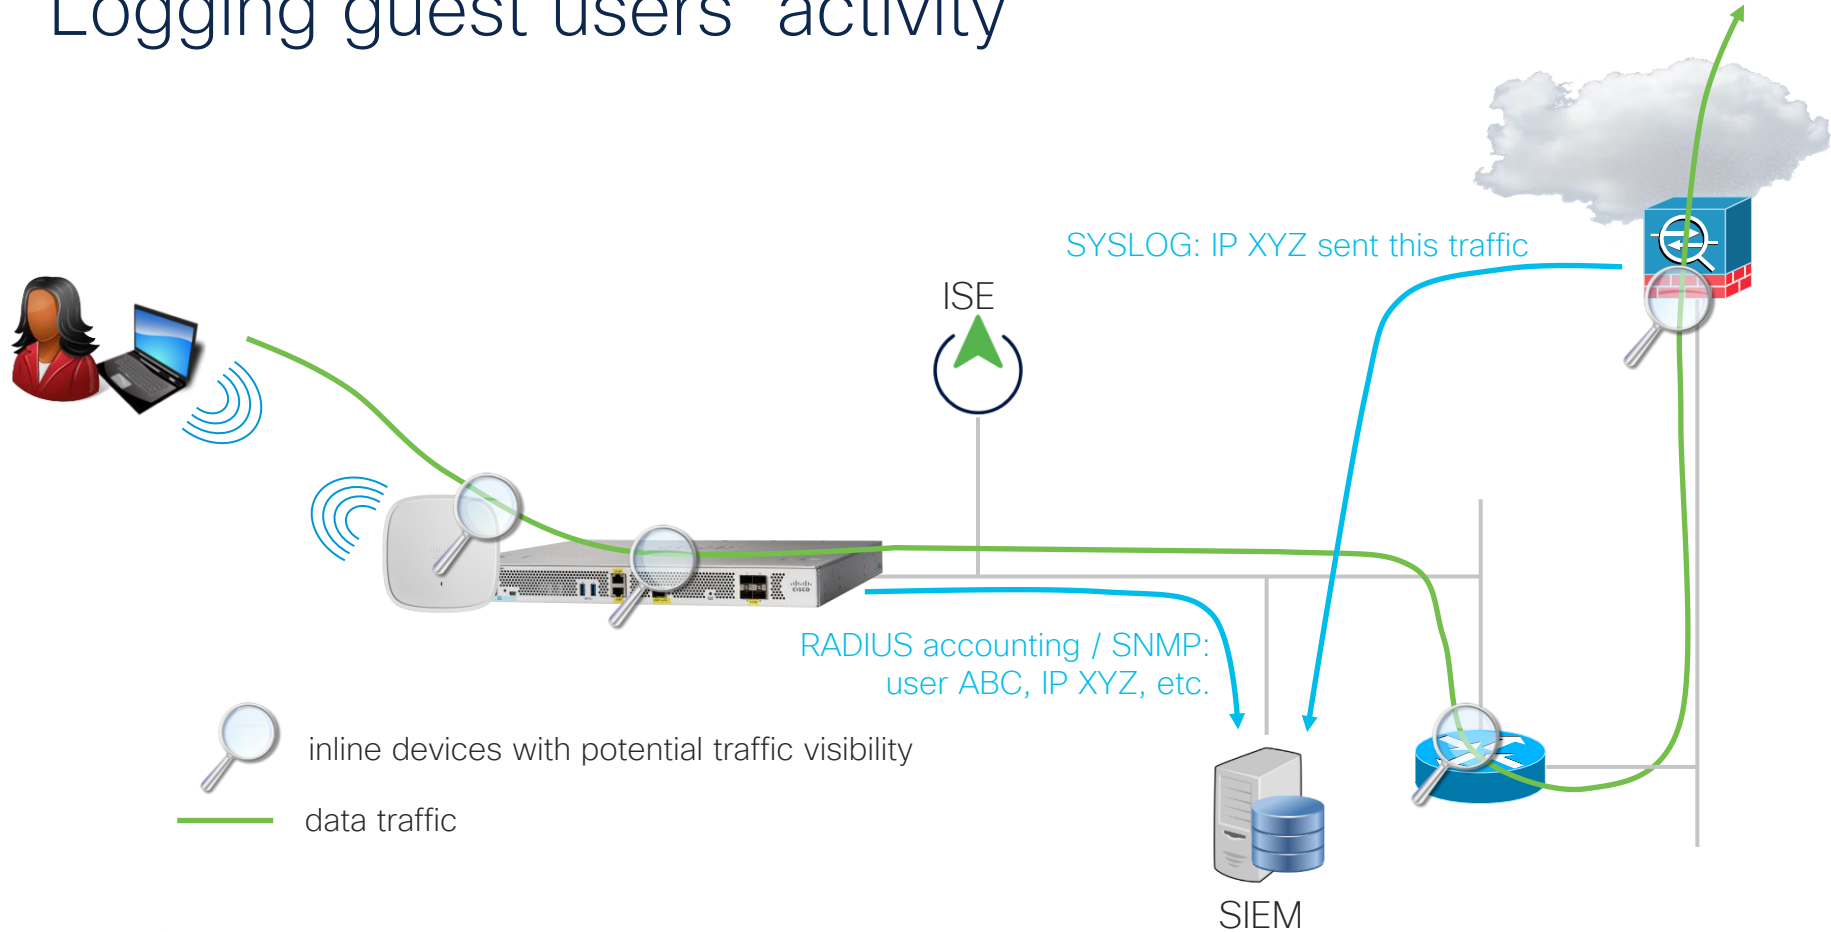 Logging guest users' activity
SYSLOG: IP XYZ sent this traffic
ISE
RADIUS accounting / SNMP:
user ABC, IP XYZ, etc.
inline devices with potential traffic visibility
data traffic
SIEM
CISCO